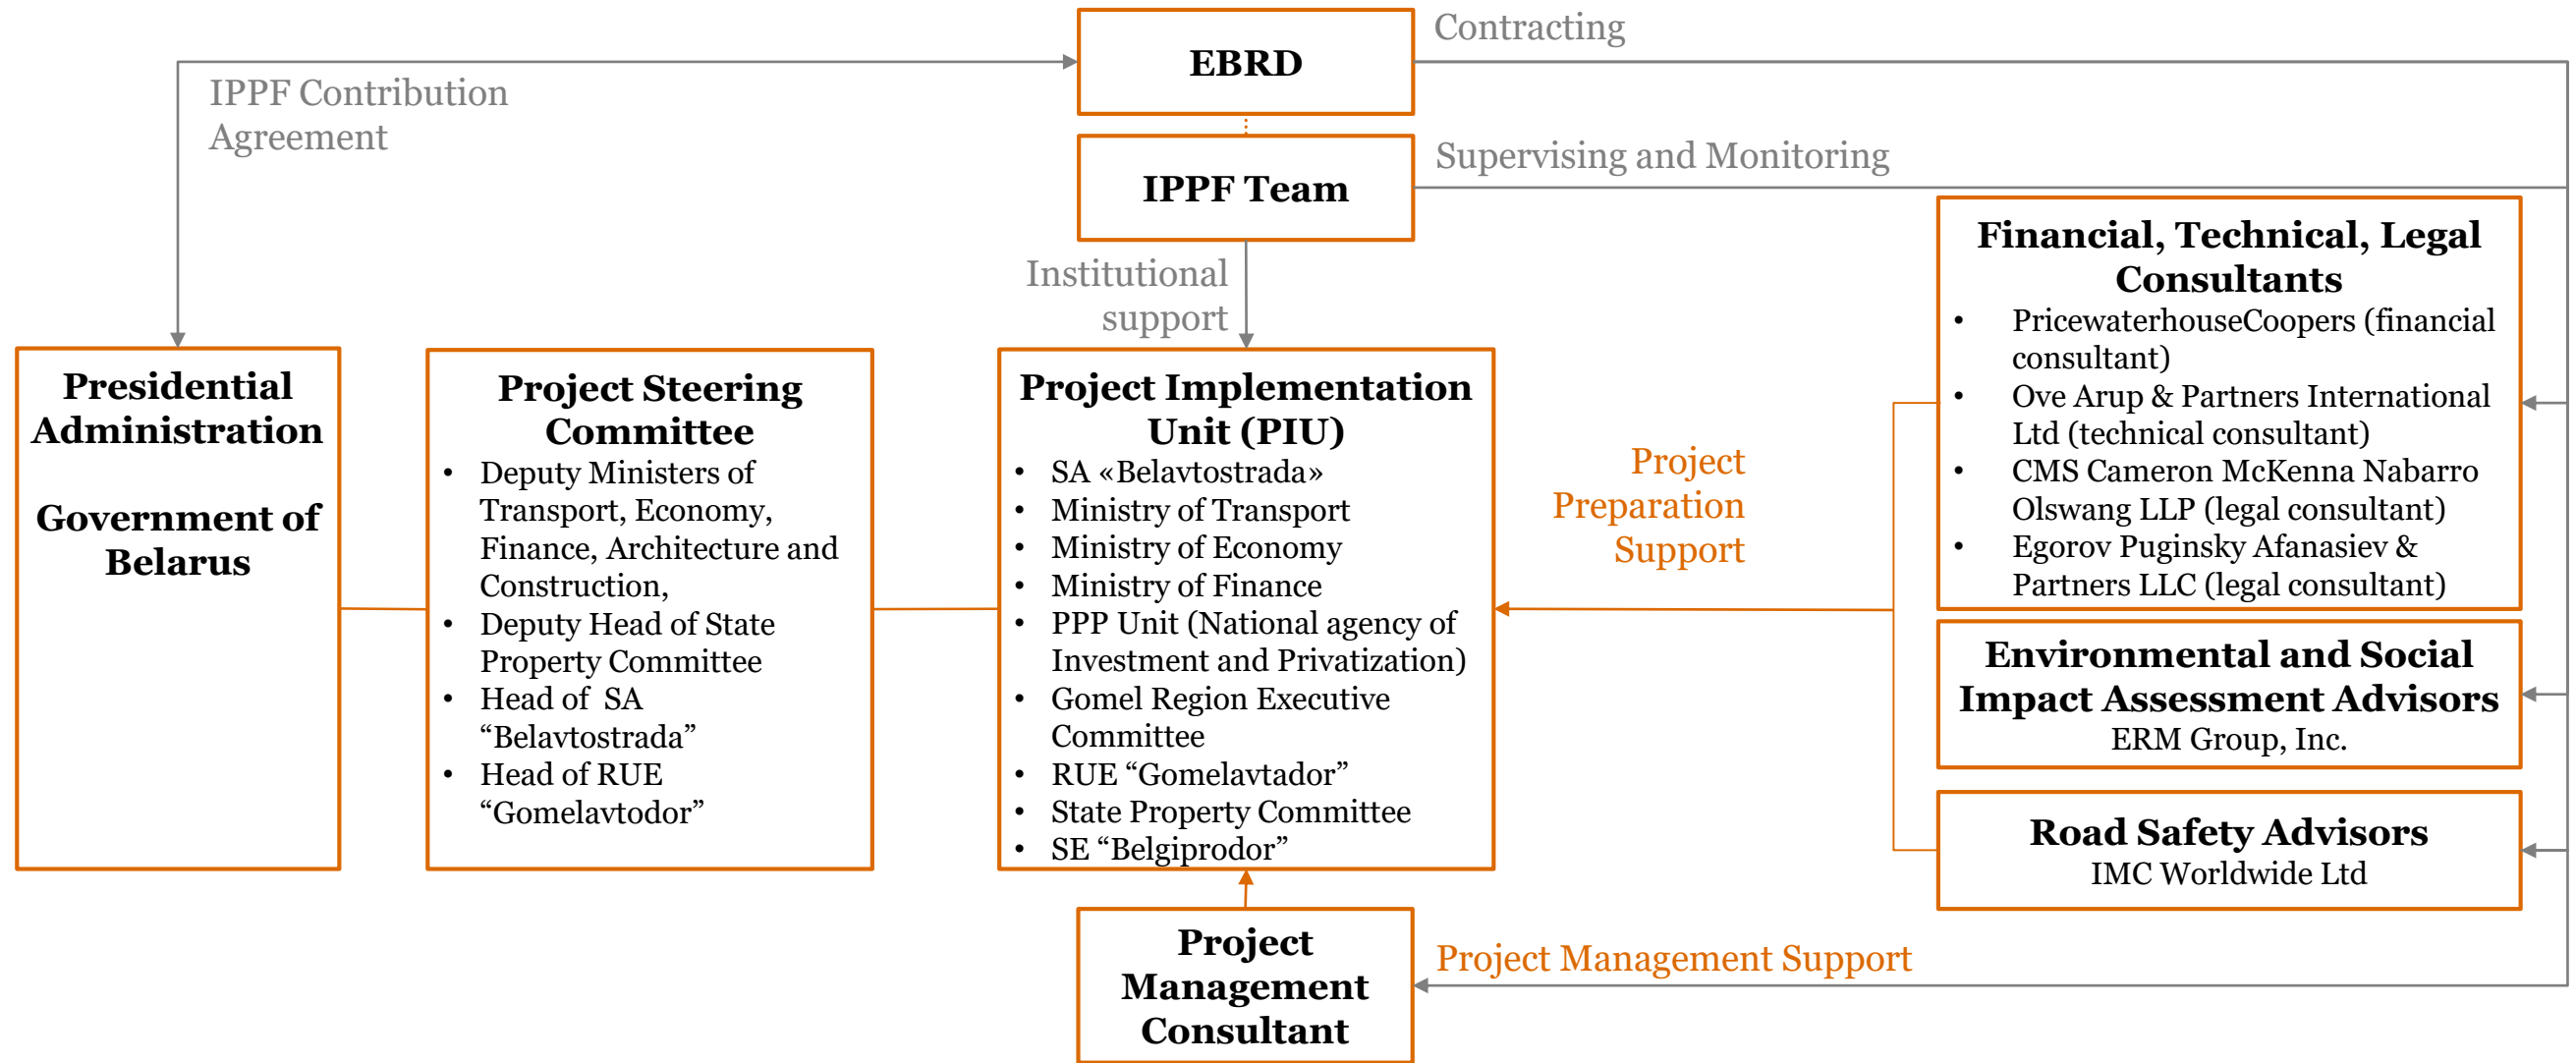 EBRD
Contracting
IPPF Contribution
Agreement
IPPF Team
Supervising and Monitoring
Institutional
support
Presidential
Administration
Government of
Belarus
Project Steering
Committee
• Deputy Ministers of
Transport, Economy,
Finance, Architecture and
Construction,
• Deputy Head of State
Property Committee
• Head of SA
“Belavtostrada”
• Head of RUE
“Gomelavtodor”
Project Implementation
Unit (PIU)
• SA «Belavtostrada»
• Ministry of Transport
• Ministry of Economy
• Ministry of Finance
• PPP Unit (National agency of
Investment and Privatization)
• Gomel Region Executive
Committee
• RUE “Gomelavtador”
• State Property Committee
• SE “Belgiprodor”
Project
Preparation
Support
Financial, Technical, Legal
Consultants
• PricewaterhouseCoopers (financial
consultant)
• Ove Arup & Partners International
Ltd (technical consultant)
• CMS Cameron McKenna Nabarro
Olswang LLP (legal consultant)
• Egorov Puginsky Afanasiev &
Partners LLC (legal consultant)
Environmental and Social
Impact Assessment Advisors
ERM Group, Inc.
Road Safety Advisors
IMC Worldwide Ltd
Project
Management
Consultant
Project Management Support